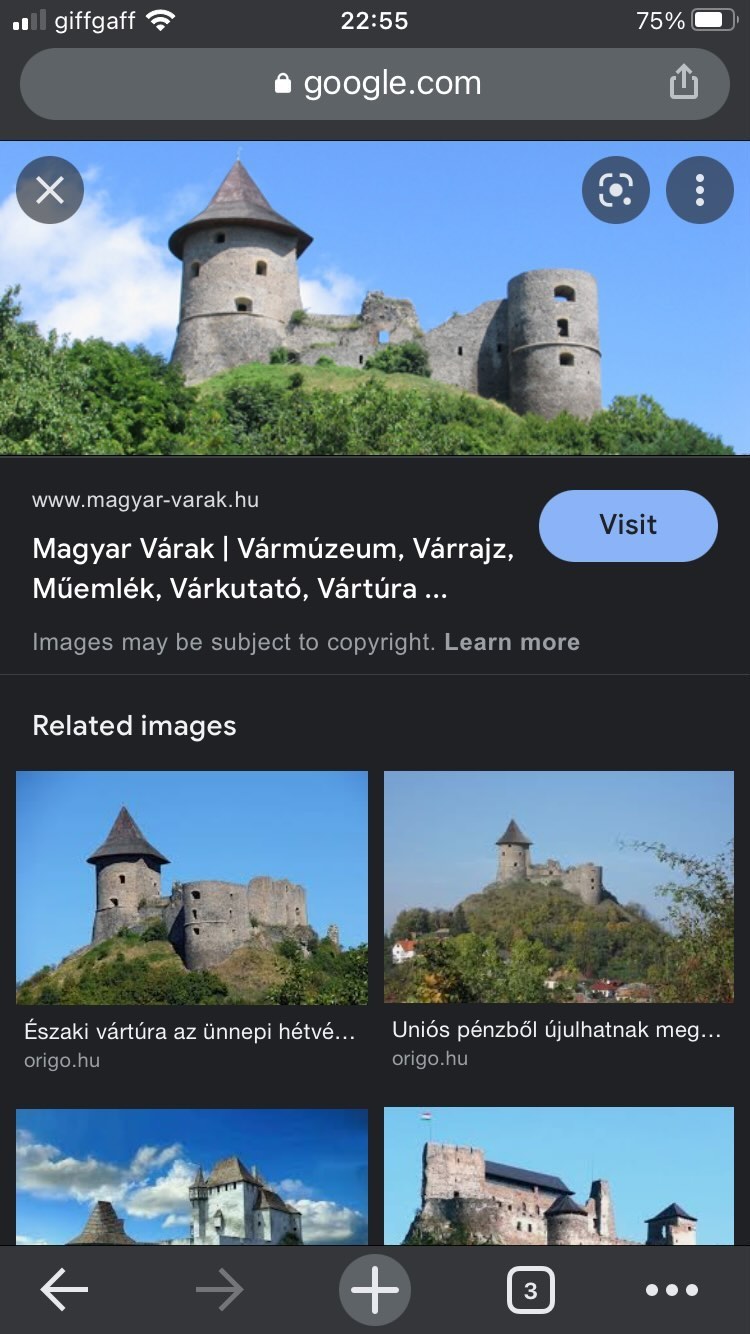 giffgaff 22:55 75%
google.com
www.magyar-varak.hu
Visit
Magyar Várak | Vármúzeum, Várrajz,
Műemlék, Várkutató, Vártúra ...
Images may be subject to copyright. Learn more
Related images
Északi vártúra az ünnepi hétvé...
Uniós pénzből újulhatnak meg...
origo.hu
origo.hu
3